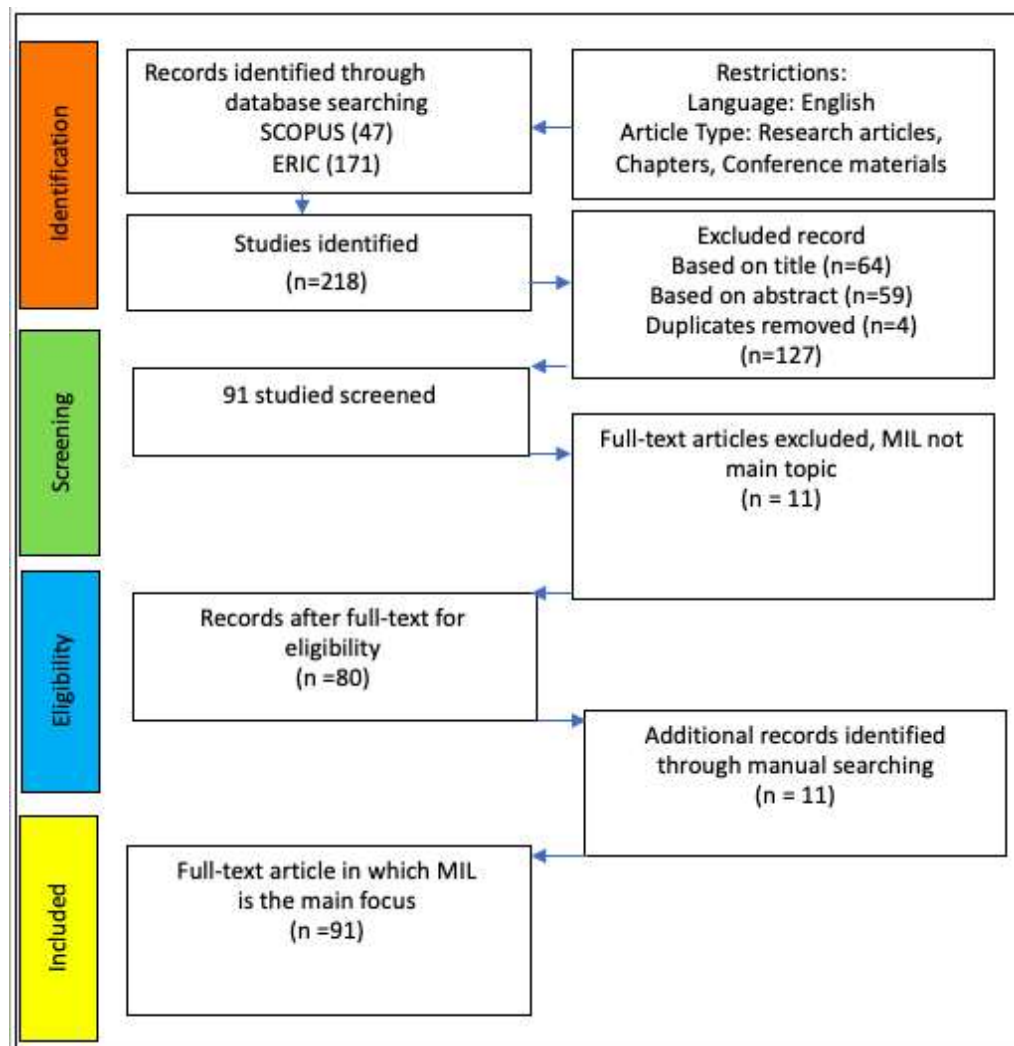 Identification
Records identified through
database searching
SCOPUS (47)
ERIC (171)
Restrictions:
Language: English
Article Type: Research articles,
Chapters, Conference materials
Studies identified
(n=218)
Excluded record
Based on title (n=64)
Based on abstract (n=59)
Duplicates removed (n=4)
(n=127)
Screening
91 studied screened
Full-text articles excluded, MIL not
main topic
(n = 11)
Eligibility
Records after full-text for
eligibility
(n =80)
Additional records identified
through manual searching
(n = 11)
Included
Full-text article in which MIL
is the main focus
(n =91)